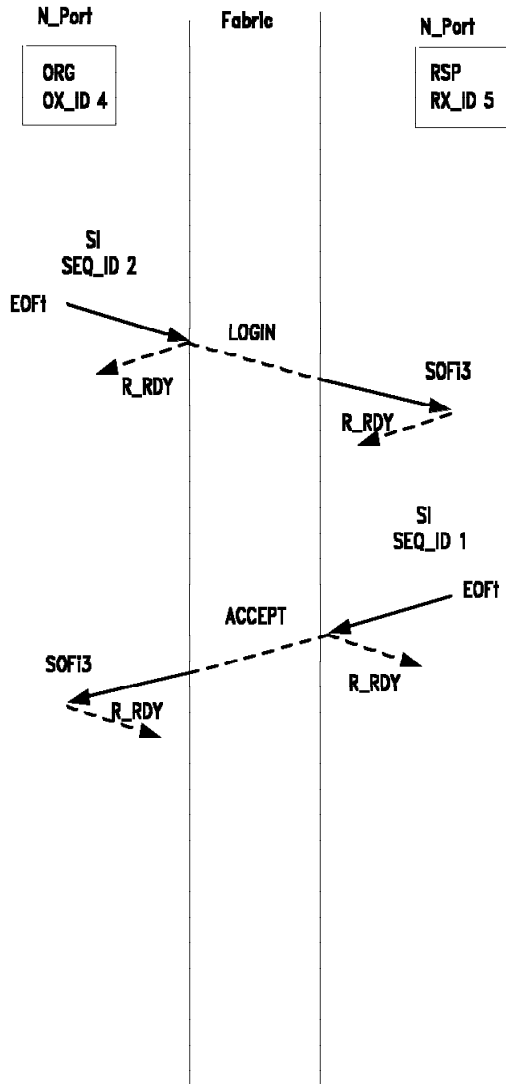 N_Port
Fabric
N_Port
ORG
OX_ID 4
RSP
RX_ID 5
SI
SEQ_ID 2
EOFt
LOGIN
SOFi3
R_RDY
R_RDY
SI
SEQ_ID 1
EOFt
ACCEPT
SOFi3
R_RDY
R_RDY